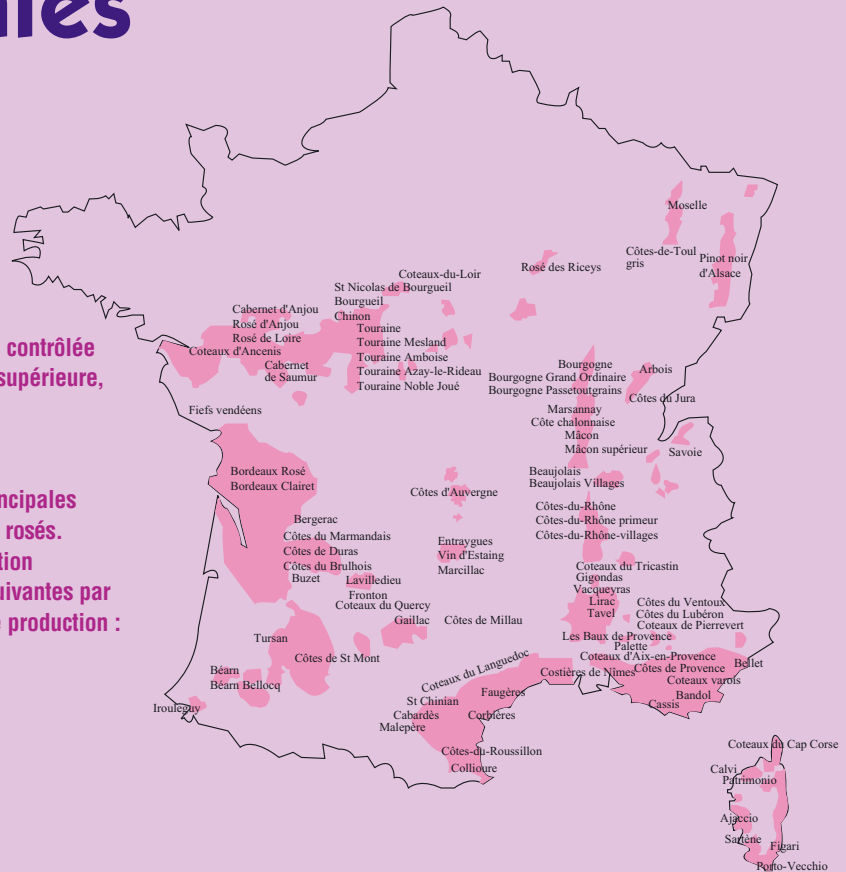 contrôlée
supérieure,
rosés.
uivantes par
production :
Moselle
Côtes-de-Toul
gris
Pinot noir
d'Alsace
Rosé des Riceys
Coteaux-du-Loir
St Nicolas de Bourgueil
Bourgueil
Chinon
Cabernet d'Anjou
Rosé d'Anjou
Rosé de Loire
Coteaux d'Ancenis
Cabernet
de Saumur
Touraine
Touraine Mesland
Touraine Amboise
Touraine Azay-le-Rideau
Touraine Noble Joué
Fiefs vendéens
Bourgogne
Bourgogne Grand Ordinaire
Bourgogne Passetoutgrains
Marsannay
Côte chalonnaise
Mâcon
Mâcon supérieur
Arbois
Côtes du Jura
Savoie
Beaujolais
Beaujolais Villages
Bordeaux Rosé
Bordeaux Clairet
Côtes d'Auvergne
Côtes-du-Rhône
Côtes-du-Rhône primeur
Côtes-du-Rhône-villages
Bergerac
Côtes du Marmandais
Côtes de Duras
Côtes du Brulhois
Buzet
Lavilledieu
Fronton
Coteaux du Quercy
Gaillac
Entraygues
Vin d'Estaing
Marcillac
Côtes de Millau
Coteaux du Tricastin
Gigondas
Vacqueyras
Lirac
Tavel
Côtes du Ventoux
Côtes du Lubéron
Coteaux de Pierrevert
Les Baux de Provence
Palette
Coteaux d'Aix-en-Provence
Côtes de Provence
Coteaux varois
Bellet
Bandol
Cassis
Tursan
Côtes de St Mont
Béarn
Béarn Bellocq
Irouleguy
Coteaux du Languedoc
Costières de Nîmes
Faugères
St Chinian
Cabardès
Corbières
Malepère
Côtes-du-Roussillon
Collioure
Coteaux du Cap Corse
Calvi
Patrimonio
Ajaccio
Sartène
Figari
Porto-Vecchio